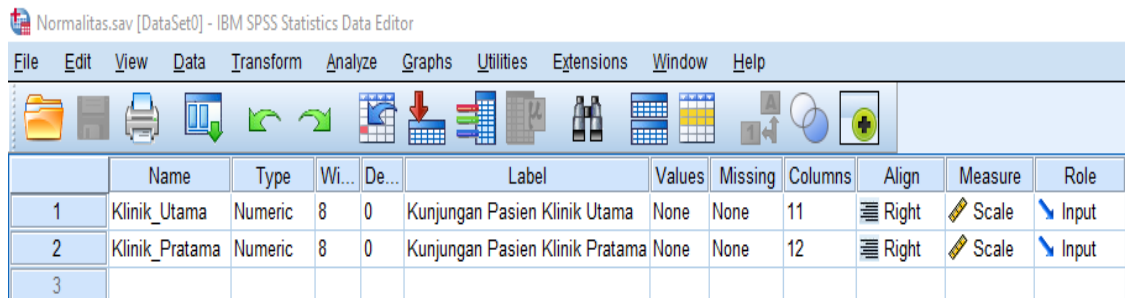 Normalitas.sav [DataSet0] - IBM SPSS Statistics Data Editor
File Edit View Data Transform Analyze Graphs Utilities Extensions Window Help
Name Type Wi... De... Label Values Missing Columns Align Measure Role
1 Klinik_Utama Numeric 8 0 Kunjungan Pasien Klinik Utama None None 11 Right Scale Input
2 Klinik_Pratama Numeric 8 0 Kunjungan Pasien Klinik Pratama None None 12 Right Scale Input
3